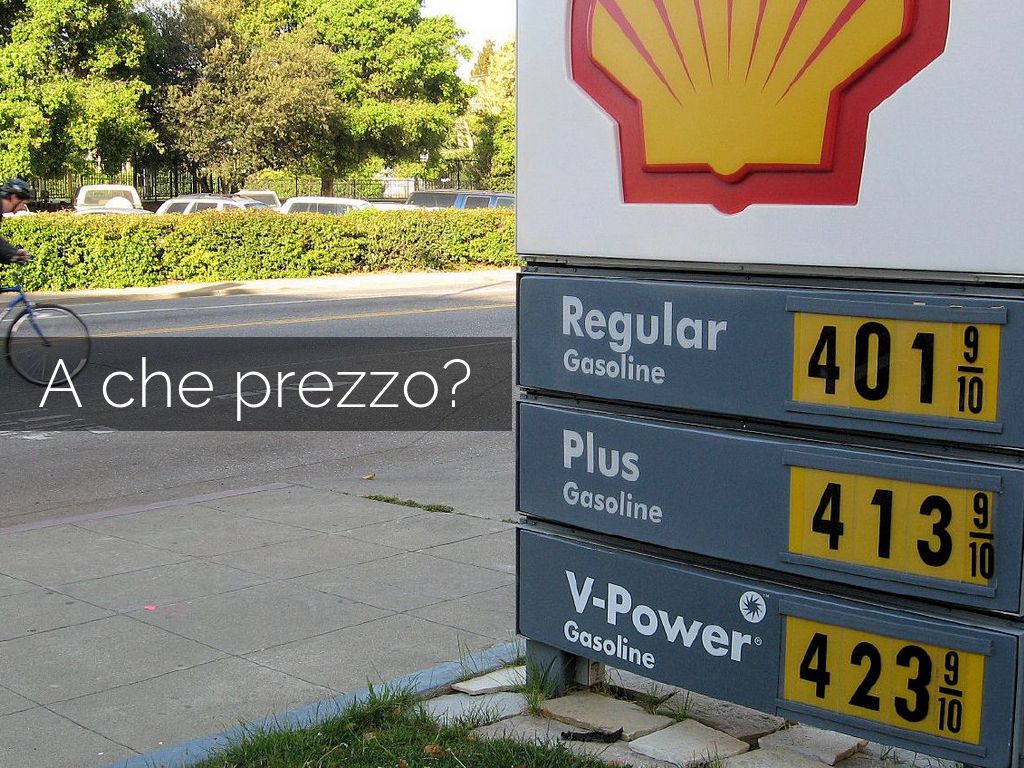 A che prezzo?
Regular
Gasoline
401 9/10
Plus
Gasoline
413 9/10
V-Power®
Gasoline
423 9/10